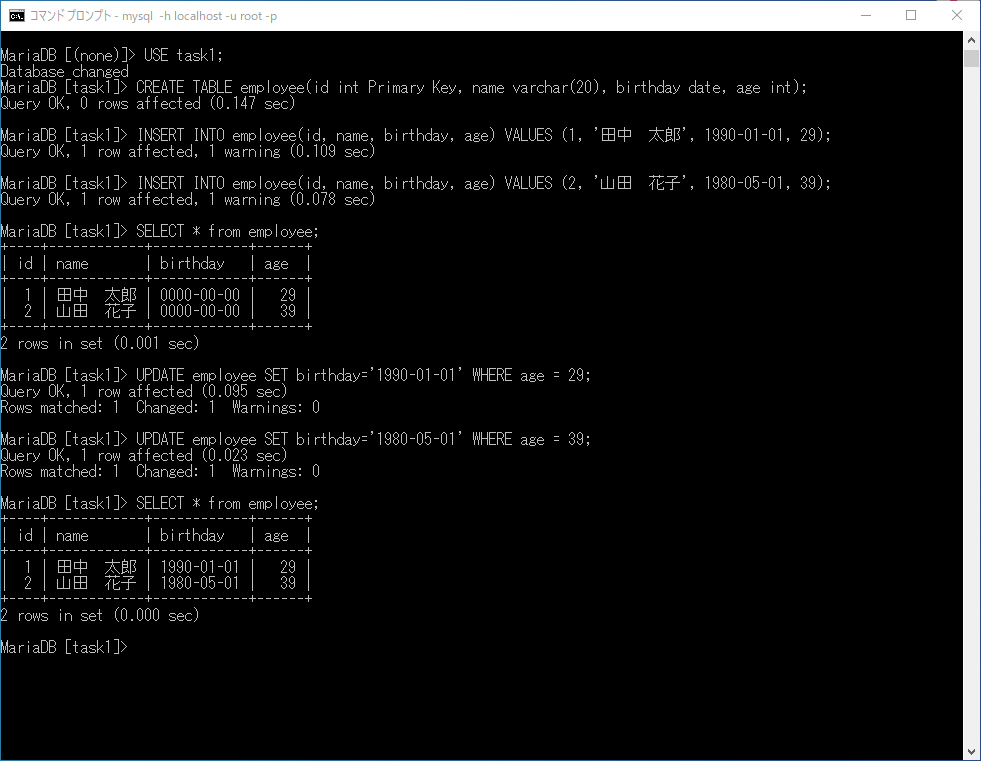 コマンドプロンプト - mysql -h localhost -u root -p
MariaDB [(none)]> USE task1;
Database changed
MariaDB [task1]> CREATE TABLE employee(id int Primary Key, name varchar(20), birthday date, age int);
Query OK, 0 rows affected (0.147 sec)
MariaDB [task1]> INSERT INTO employee(id, name, birthday, age) VALUES (1, '田中　太郎', 1990-01-01, 29);
Query OK, 1 row affected, 1 warning (0.109 sec)
MariaDB [task1]> INSERT INTO employee(id, name, birthday, age) VALUES (2, '山田　花子', 1980-05-01, 39);
Query OK, 1 row affected, 1 warning (0.078 sec)
MariaDB [task1]> SELECT * from employee;
+----+------------+------------+------+
| id | name       | birthday   | age  |
+----+------------+------------+------+
|  1 | 田中　太郎 | 0000-00-00 |   29 |
|  2 | 山田　花子 | 0000-00-00 |   39 |
+----+------------+------------+------+
2 rows in set (0.001 sec)
MariaDB [task1]> UPDATE employee SET birthday='1990-01-01' WHERE age = 29;
Query OK, 1 row affected (0.095 sec)
Rows matched: 1  Changed: 1  Warnings: 0
MariaDB [task1]> UPDATE employee SET birthday='1980-05-01' WHERE age = 39;
Query OK, 1 row affected (0.023 sec)
Rows matched: 1  Changed: 1  Warnings: 0
MariaDB [task1]> SELECT * from employee;
+----+------------+------------+------+
| id | name       | birthday   | age  |
+----+------------+------------+------+
|  1 | 田中　太郎 | 1990-01-01 |   29 |
|  2 | 山田　花子 | 1980-05-01 |   39 |
+----+------------+------------+------+
2 rows in set (0.000 sec)
MariaDB [task1]>